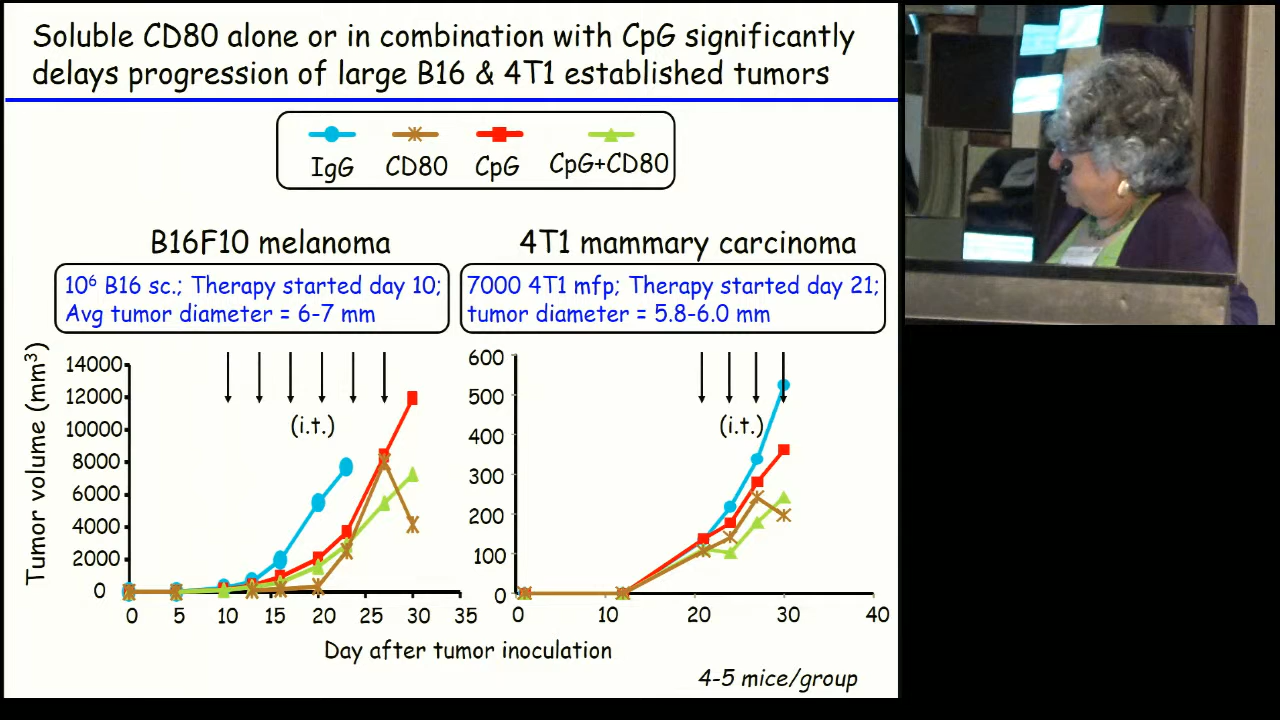 Soluble CD80 alone or in combination with CpG significantly
delays progression of large B16 & 4T1 established tumors
IgG CD80 CpG CpG+CD80
B16F10 melanoma
10⁶ B16 sc.; Therapy started day 10;
Avg tumor diameter = 6-7 mm
4T1 mammary carcinoma
7000 4T1 mfp; Therapy started day 21;
tumor diameter = 5.8-6.0 mm
Tumor volume (mm³)
14000
12000
10000
8000
6000
4000
2000
0
(i.t.)
0 5 10 15 20 25 30 35
600
500
400
300
200
100
0
(i.t.)
0 10 20 30 40
Day after tumor inoculation
4-5 mice/group